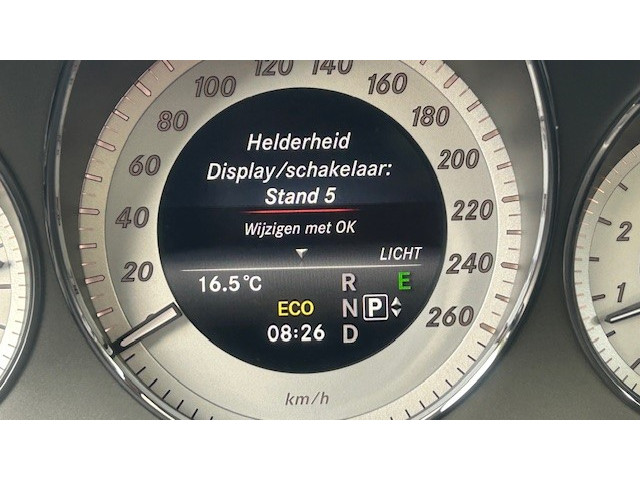 120 140
100 160
80 180
60 200
40 220
20 240
260
Helderheid
Display/schakelaar:
Stand 5
Wijzigen met OK
LICHT
16.5°C R E
ECO N P
08:26 D
km/h
2
1